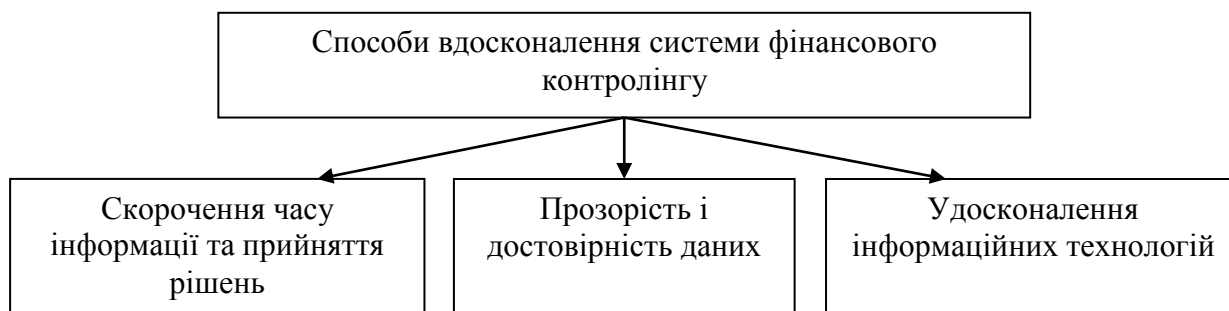 Способи вдосконалення системи фінансового
контролінгу
Скорочення часу
інформації та прийняття
рішень
Прозорість і
достовірність даних
Удосконалення
інформаційних технологій